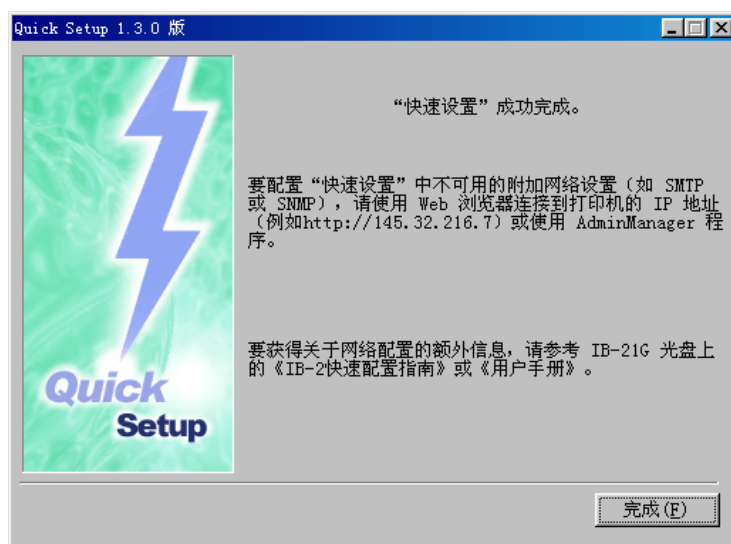 Quick Setup 1.3.0 版
“快速设置”成功完成。
要配置“快速设置”中不可用的附加网络设置(如 SMTP
或 SNMP),请使用 Web 浏览器连接到打印机的 IP 地址
(例如http://145.32.216.7)或使用 AdminManager 程
序。
要获得关于网络配置的额外信息,请参考 IB-21G 光盘上
的《IB-2快速配置指南》或《用户手册》。
Quick
Setup
完成(F)